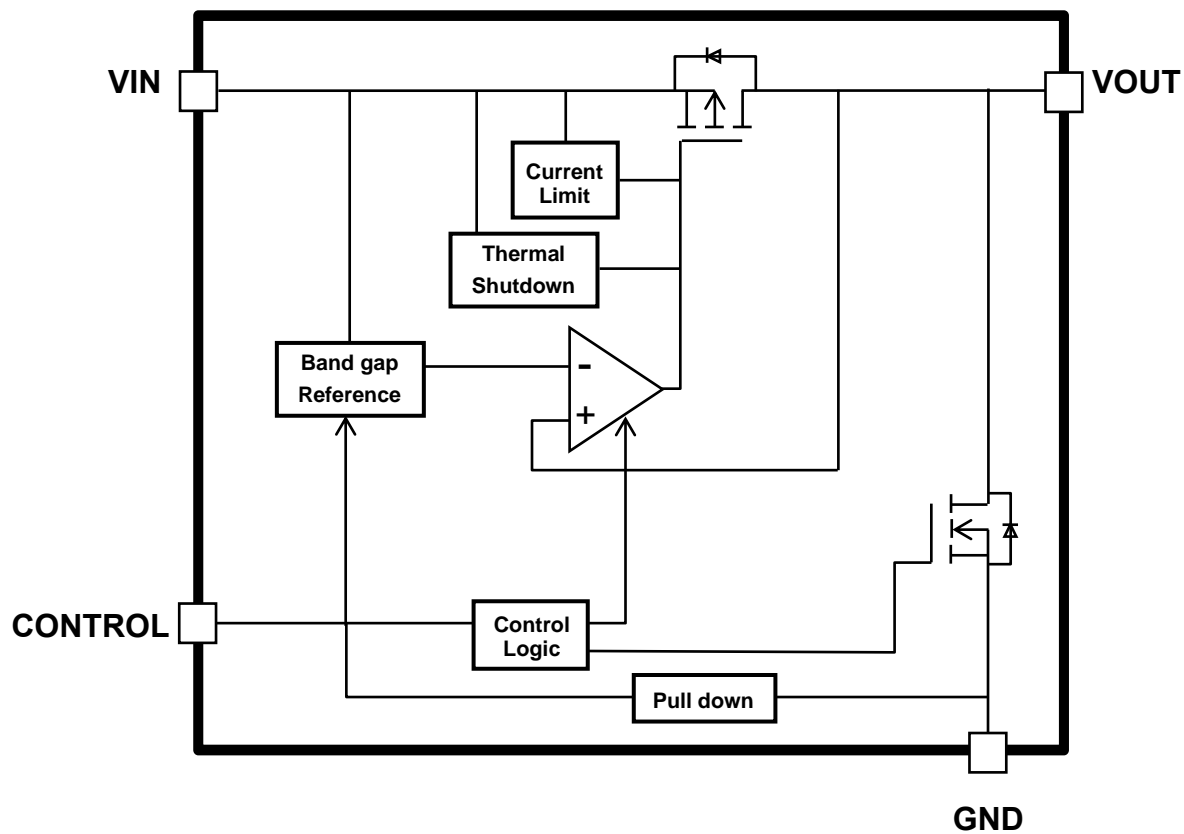 VIN
VOUT
Current
Limit
Thermal
Shutdown
Band gap
Reference
-
+
CONTROL
Control
Logic
Pull down
GND